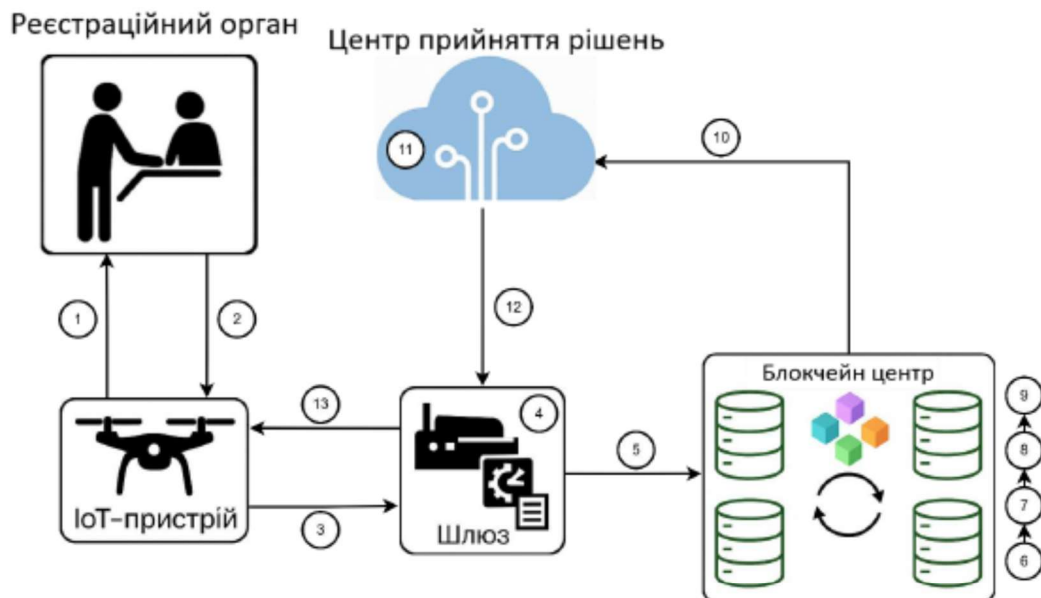 Реєстраційний орган
Центр прийняття рішень
11
10
1
2
12
Блокчейн центр
13
4
9
5
8
IoT-пристрій
3
Шлюз
7
6